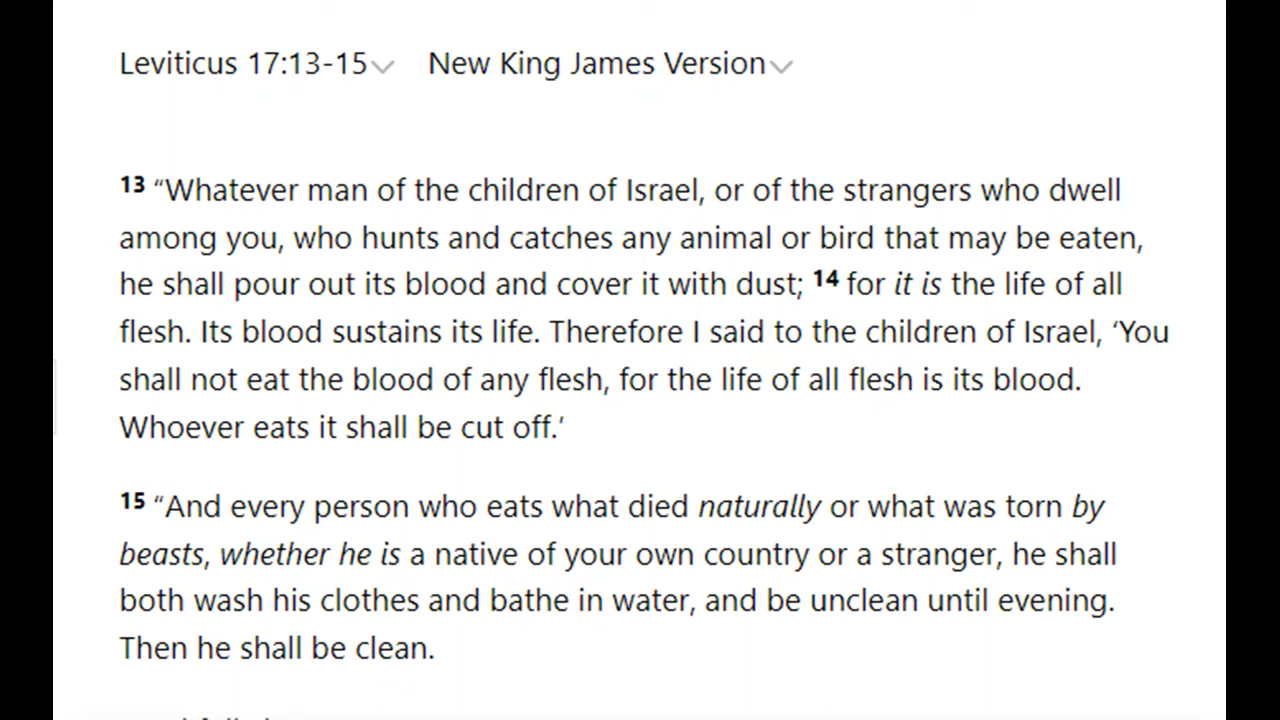 Leviticus 17:13-15 New King James Version
13 “Whatever man of the children of Israel, or of the strangers who dwell
among you, who hunts and catches any animal or bird that may be eaten,
he shall pour out its blood and cover it with dust; 14 for it is the life of all
flesh. Its blood sustains its life. Therefore I said to the children of Israel, ‘You
shall not eat the blood of any flesh, for the life of all flesh is its blood.
Whoever eats it shall be cut off.’
15 “And every person who eats what died naturally or what was torn by
beasts, whether he is a native of your own country or a stranger, he shall
both wash his clothes and bathe in water, and be unclean until evening.
Then he shall be clean.